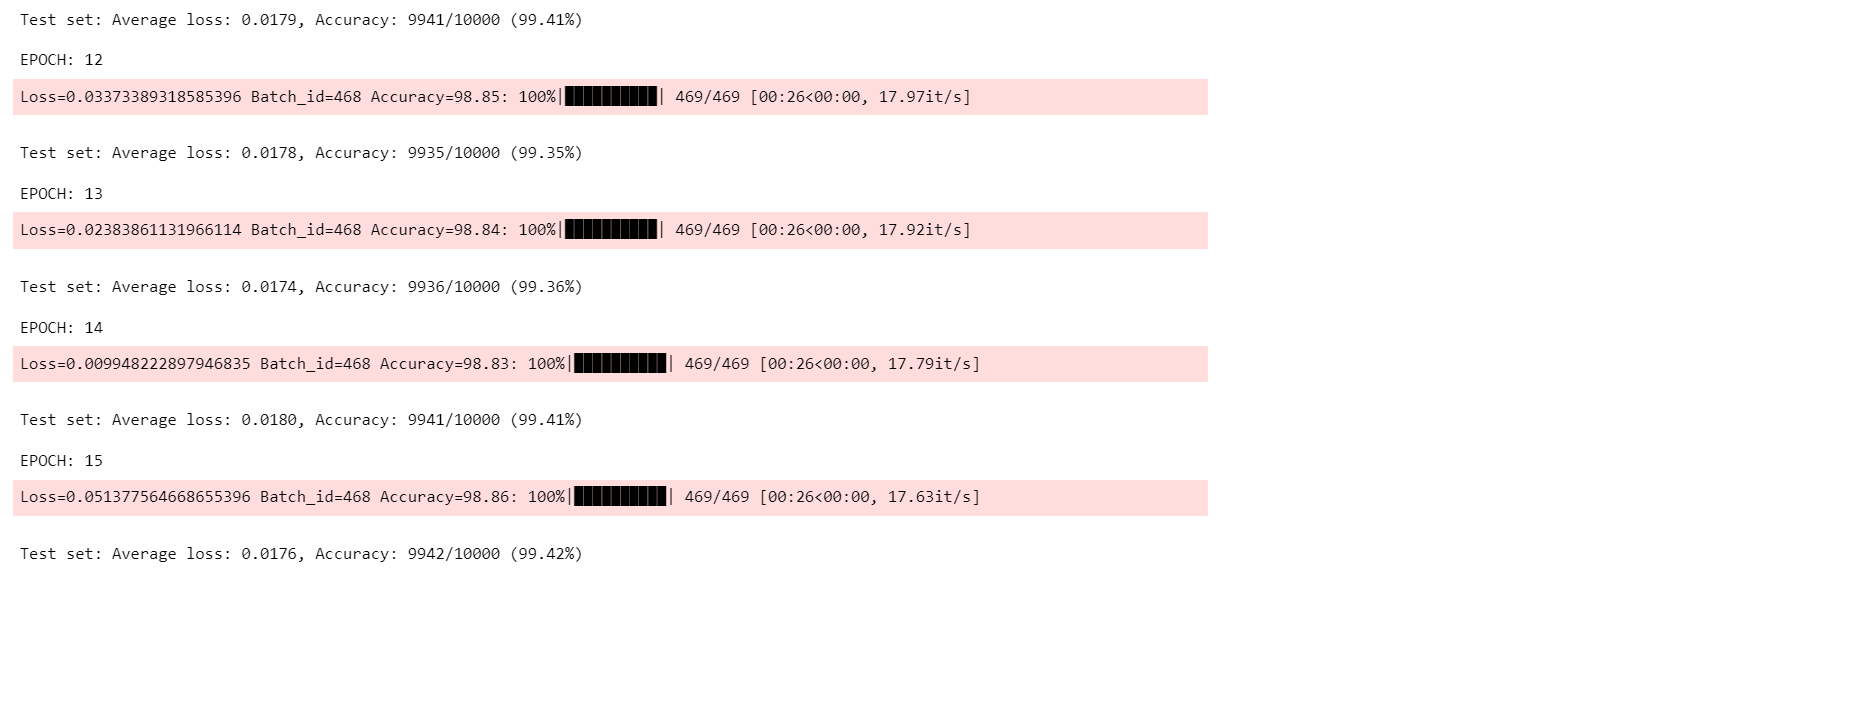 Test set: Average loss: 0.0179, Accuracy: 9941/10000 (99.41%)
EPOCH: 12
Loss=0.03373389318585396 Batch_id=468 Accuracy=98.85: 100%|██████████| 469/469 [00:26<00:00, 17.97it/s]
Test set: Average loss: 0.0178, Accuracy: 9935/10000 (99.35%)
EPOCH: 13
Loss=0.02383861131966114 Batch_id=468 Accuracy=98.84: 100%|██████████| 469/469 [00:26<00:00, 17.92it/s]
Test set: Average loss: 0.0174, Accuracy: 9936/10000 (99.36%)
EPOCH: 14
Loss=0.009948222897946835 Batch_id=468 Accuracy=98.83: 100%|██████████| 469/469 [00:26<00:00, 17.79it/s]
Test set: Average loss: 0.0180, Accuracy: 9941/10000 (99.41%)
EPOCH: 15
Loss=0.051377564668655396 Batch_id=468 Accuracy=98.86: 100%|██████████| 469/469 [00:26<00:00, 17.63it/s]
Test set: Average loss: 0.0176, Accuracy: 9942/10000 (99.42%)